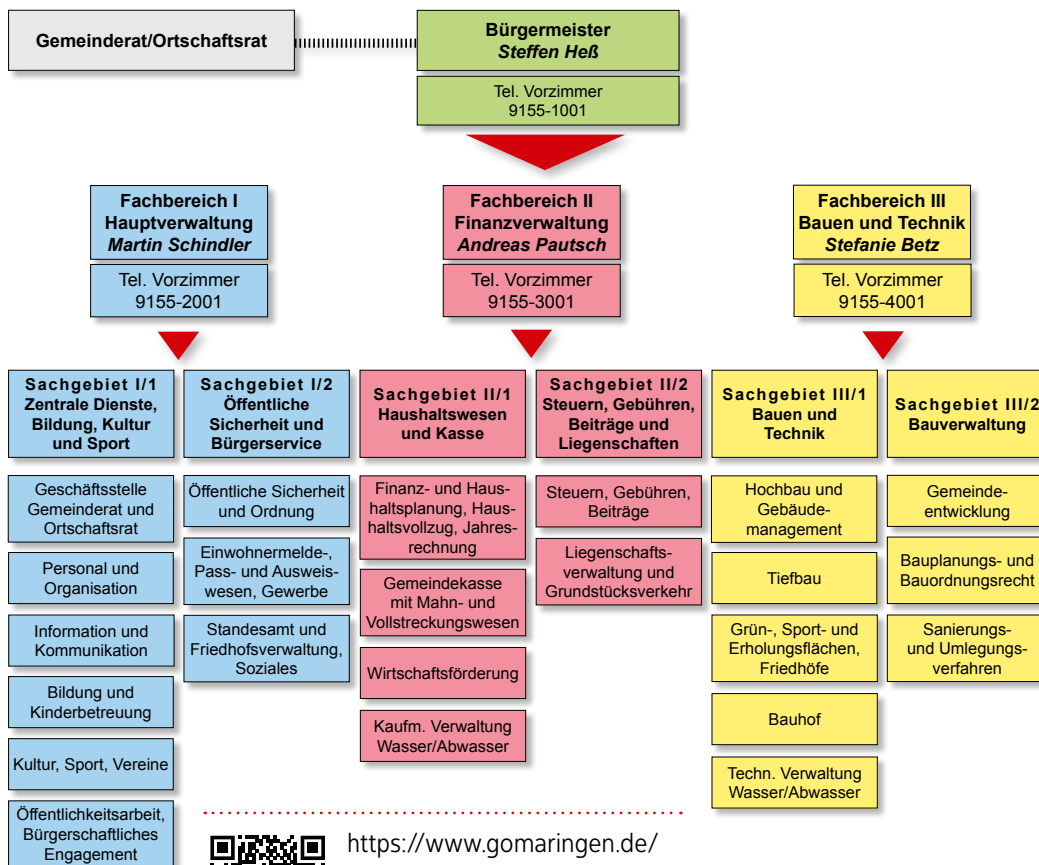 Gemeinderat/Ortschaftsrat
Bürgermeister
Steffen Heß
Tel. Vorzimmer
9155-1001
Fachbereich I
Hauptverwaltung
Martin Schindler
Tel. Vorzimmer
9155-2001
Fachbereich II
Finanzverwaltung
Andreas Pautsch
Tel. Vorzimmer
9155-3001
Fachbereich III
Bauen und Technik
Stefanie Betz
Tel. Vorzimmer
9155-4001
Sachgebiet I/1
Zentrale Dienste,
Bildung, Kultur
und Sport
Geschäftsstelle
Gemeinderat und
Ortschaftsrat
Personal und
Organisation
Information und
Kommunikation
Bildung und
Kinderbetreuung
Kultur, Sport, Vereine
Öffentlichkeitsarbeit,
Bürgerschaftliches
Engagement
Sachgebiet I/2
Öffentliche
Sicherheit und
Bürgerservice
Öffentliche Sicherheit
und Ordnung
Einwohnermelde-,
Pass- und Ausweis-
wesen, Gewerbe
Standesamt und
Friedhofsverwaltung,
Soziales
Sachgebiet II/1
Haushaltswesen
und Kasse
Finanz- und Haus-
haltsplanung, Haus-
haltsvollzug, Jahres-
rechnung
Gemeindekasse
mit Mahn- und
Vollstreckungswesen
Wirtschaftsförderung
Kaufm. Verwaltung
Wasser/Abwasser
Sachgebiet II/2
Steuern, Gebühren,
Beiträge und
Liegenschaften
Steuern, Gebühren,
Beiträge
Liegenschafts-
verwaltung und
Grundstücksverkehr
Sachgebiet III/1
Bauen und
Technik
Hochbau und
Gebäude-
management
Tiefbau
Grün-, Sport- und
Erholungsflächen,
Friedhöfe
Bauhof
Techn. Verwaltung
Wasser/Abwasser
Sachgebiet III/2
Bauverwaltung
Gemeinde-
entwicklung
Bauplanungs- und
Bauordnungsrecht
Sanierungs-
und Umlegungs-
verfahren
https://www.gomaringen.de/